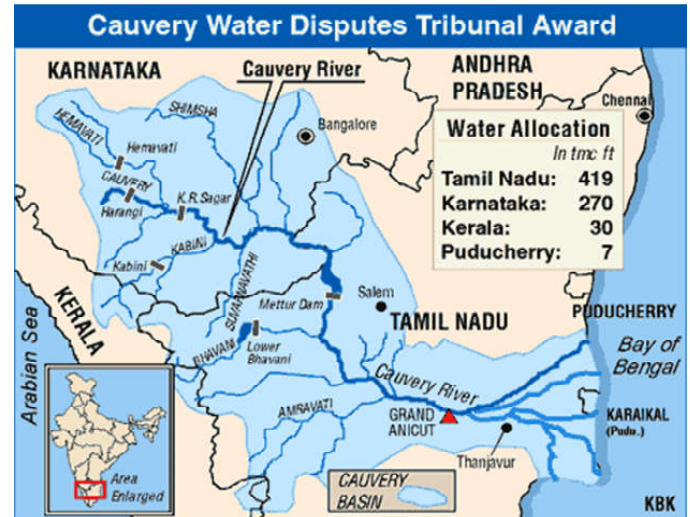 Cauvery Water Disputes Tribunal Award
KARNATAKA
Cauvery River
ANDHRA
PRADESH
Chennai
HEMAVATI
SHIMSHA
Bangalore
Hemavati
Water Allocation
In tmc ft
Tamil Nadu: 419
Karnataka: 270
Kerala: 30
Puducherry: 7
CAUVERY
K.R.Sagar
Harangi
KABINI
Kabini
SUVARNAVATHI
KERALA
Mettur Dam
Salem
TAMIL NADU
PUDUCHERRY
Arabian Sea
BHAVANI
Lower
Bhavani
Bay of
Bengal
Cauvery River
AMRAVATI
GRAND
ANICUT
KARAIKAL
(Pudu.)
Thanjavur
Area
Enlarged
CAUVERY
BASIN
KBK